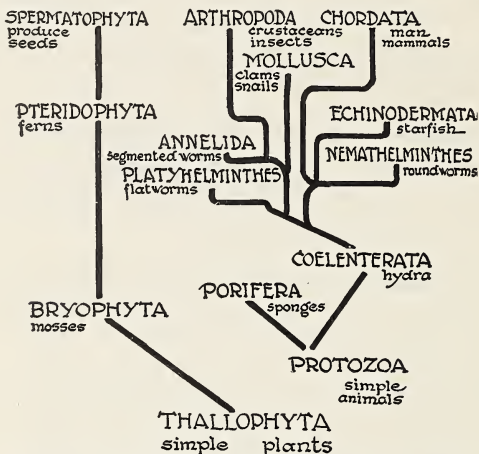 SPERMATOPHYTA
produce
seeds
ARTHROPODA
crustaceans
insects
CHORDATA
man
mammals
MOLLUSCA
clams
snails
PTERIDOPHYTA
ferns
ECHINODERMATA
starfish
ANNELIDA
segmented worms
NEMATHELMINTHES
roundworms
PLATYHELMINTHES
flatworms
COELENTERATA
hydra
PORIFERA
sponges
BRYOPHYTA
mosses
PROTOZOA
simple
animals
THALLOPHYTA
simple plants